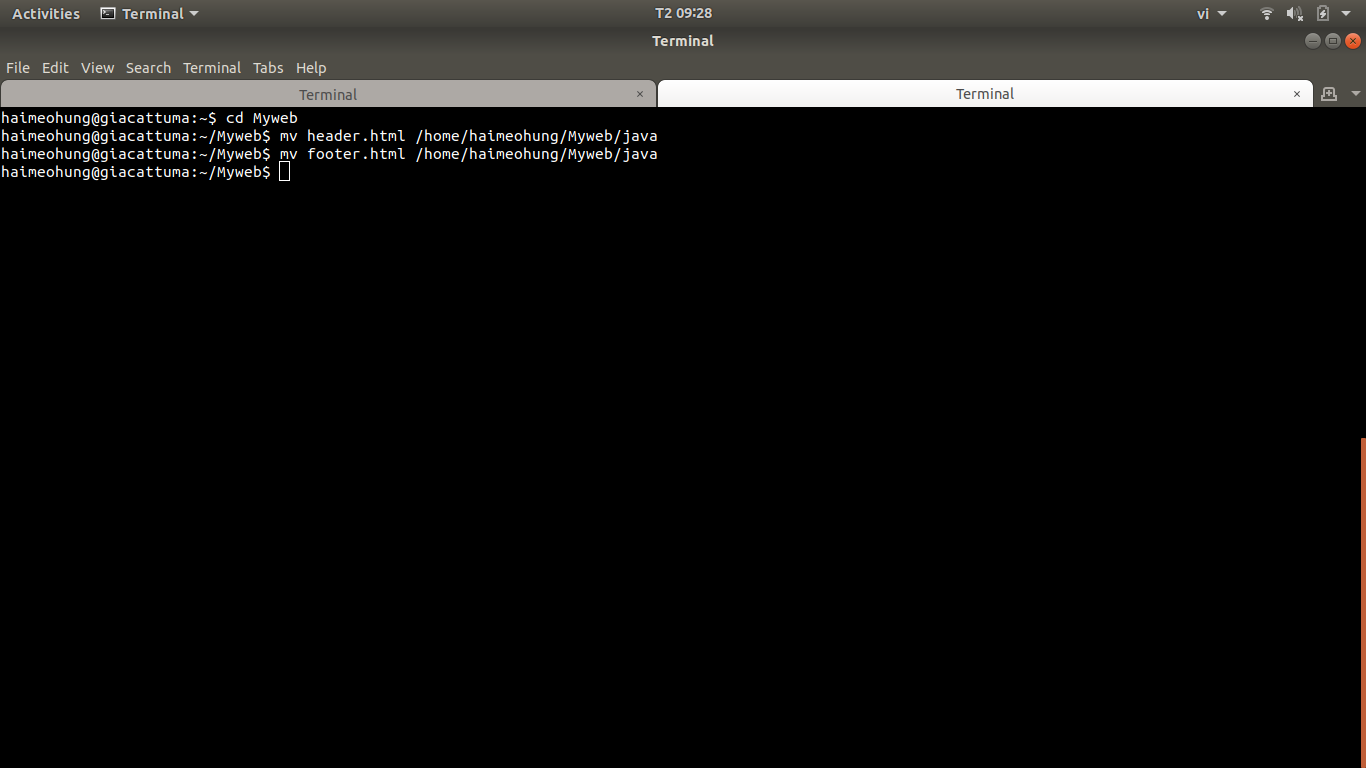 Activities Terminal T2 09:28 vi
Terminal
File Edit View Search Terminal Tabs Help
Terminal × Terminal ×
haimeohung@giacattuma:~$ cd Myweb
haimeohung@giacattuma:~/Myweb$ mv header.html /home/haimeohung/Myweb/java
haimeohung@giacattuma:~/Myweb$ mv footer.html /home/haimeohung/Myweb/java
haimeohung@giacattuma:~/Myweb$